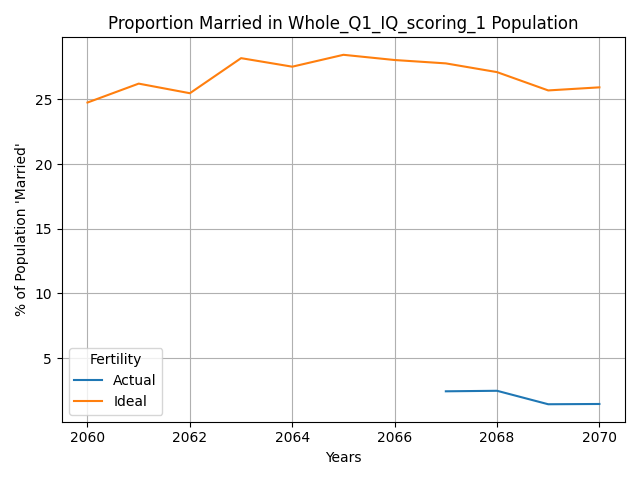 Proportion Married in Whole_Q1_IQ_scoring_1 Population
% of Population 'Married'
25
20
15
10
5
Fertility
Actual
Ideal
2060
2062
2064
2066
2068
2070
Years